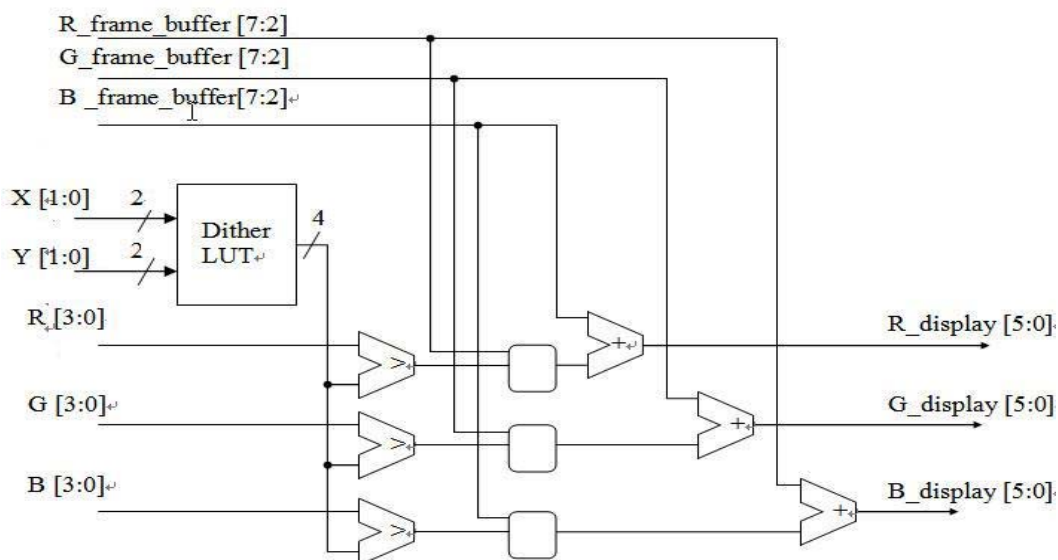 R_frame_buffer [7:2]
G_frame_buffer [7:2]
B _frame_buffer[7:2]↵
X [1:0]
2
Dither
LUT↵
4
Y [1:0]
2
R [3:0]
>↵
+↵
R_display [5:0]↵
G [3:0]↵
>↵
+↵
G_display [5:0]↵
B [3:0]↵
>↵
+↵
B_display [5:0]↵